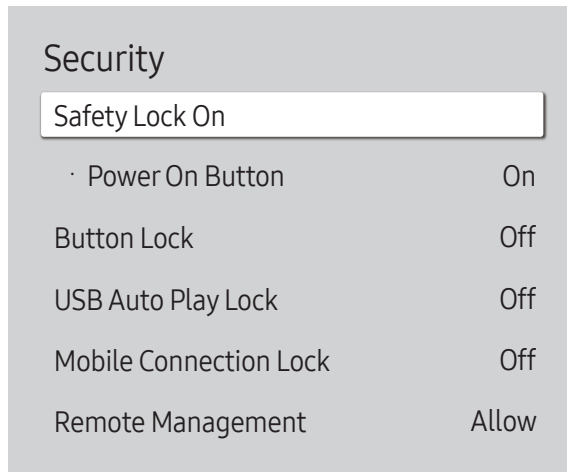 Security
Safety Lock On
· Power On Button On
Button Lock Off
USB Auto Play Lock Off
Mobile Connection Lock Off
Remote Management Allow